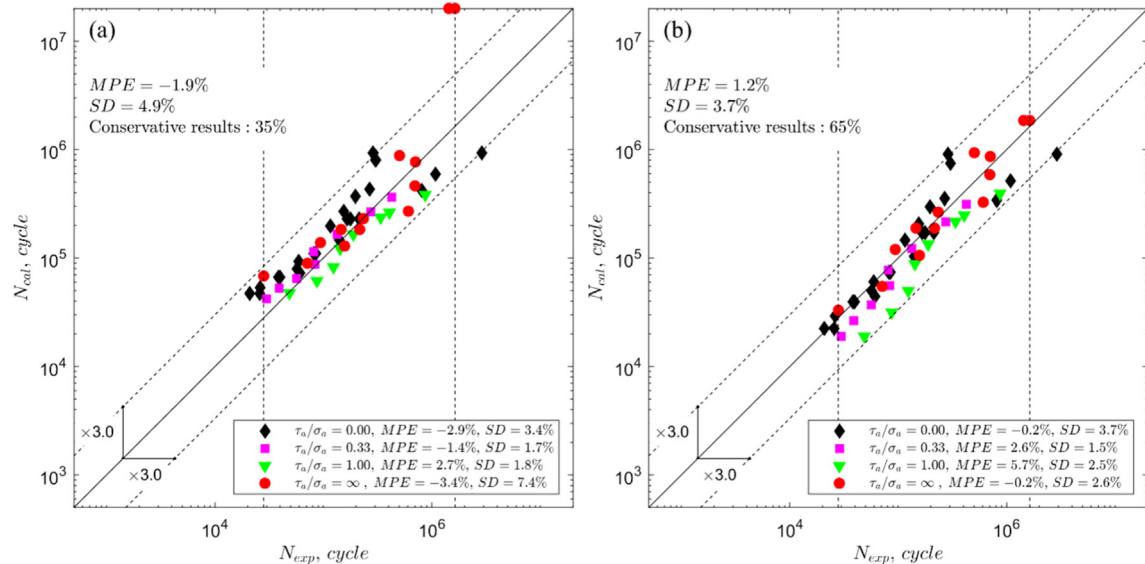 (a)
MPE = −1.9%
SD = 4.9%
Conservative results : 35%
10^7
10^6
10^5
10^4
10^3
N_cal, cycle
×3.0
×3.0
τ_a/σ_a = 0.00, MPE = −2.9%, SD = 3.4%
τ_a/σ_a = 0.33, MPE = −1.4%, SD = 1.7%
τ_a/σ_a = 1.00, MPE = 2.7%, SD = 1.8%
τ_a/σ_a = ∞ , MPE = −3.4%, SD = 7.4%
10^4
10^6
N_exp, cycle
(b)
MPE = 1.2%
SD = 3.7%
Conservative results : 65%
10^7
10^6
10^5
10^4
10^3
N_cal, cycle
×3.0
×3.0
τ_a/σ_a = 0.00, MPE = −0.2%, SD = 3.7%
τ_a/σ_a = 0.33, MPE = 2.6%, SD = 1.5%
τ_a/σ_a = 1.00, MPE = 5.7%, SD = 2.5%
τ_a/σ_a = ∞ , MPE = −0.2%, SD = 2.6%
10^4
10^6
N_exp, cycle